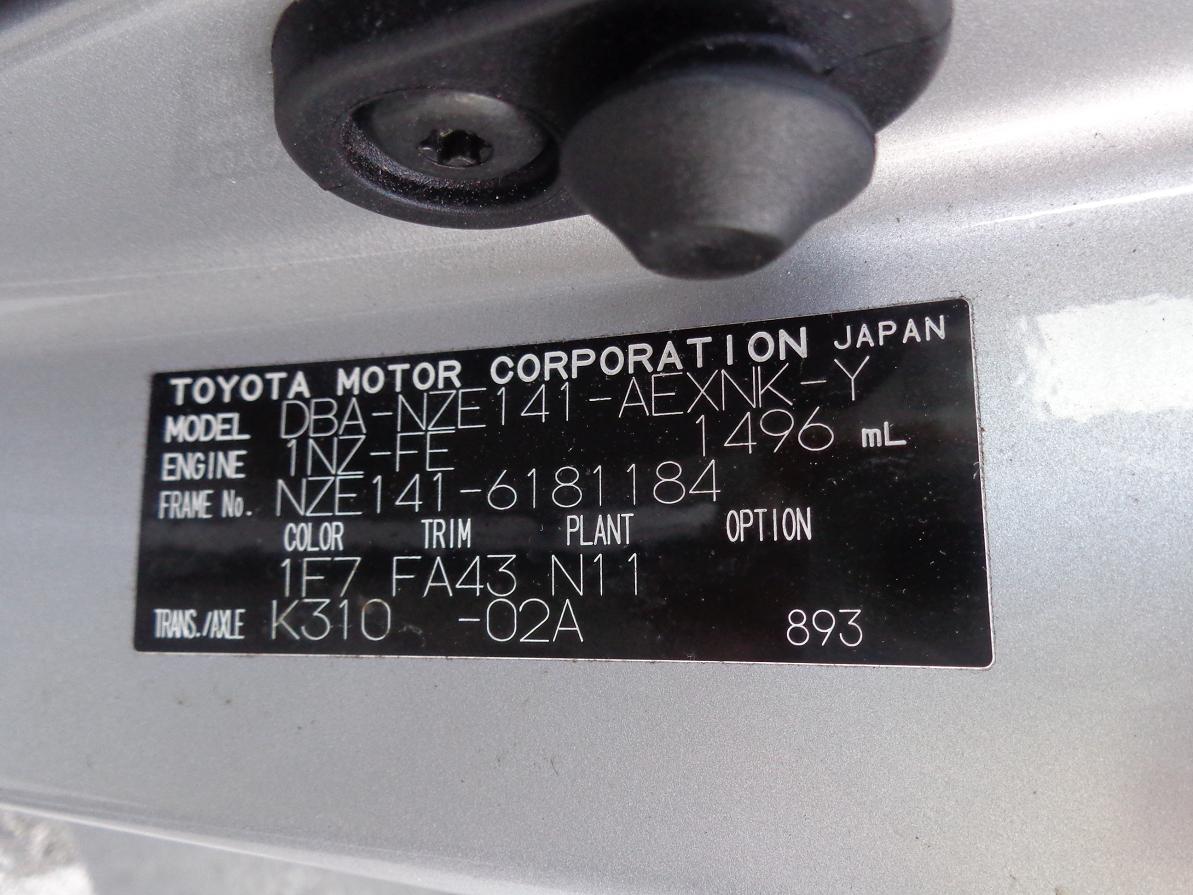 TOYOTA MOTOR CORPORATION JAPAN
MODEL DBA-NZE141-AEXNK-Y
ENGINE 1NZ-FE 1496 mL
FRAME No. NZE141-6181184
COLOR TRIM PLANT OPTION
1F7 FA43 N11
TRANS./AXLE K310 -02A 893